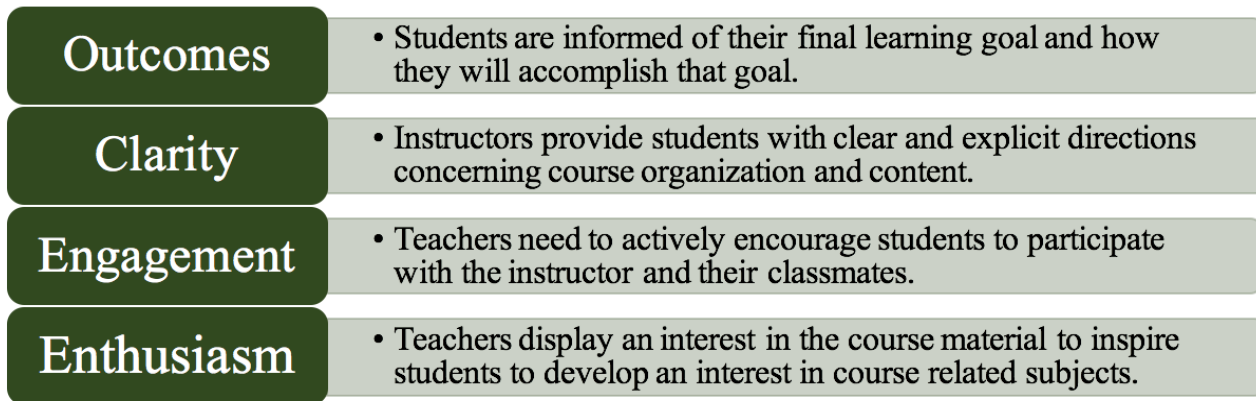 Outcomes
• Students are informed of their final learning goal and how
they will accomplish that goal.
Clarity
• Instructors provide students with clear and explicit directions
concerning course organization and content.
Engagement
• Teachers need to actively encourage students to participate
with the instructor and their classmates.
Enthusiasm
• Teachers display an interest in the course material to inspire
students to develop an interest in course related subjects.